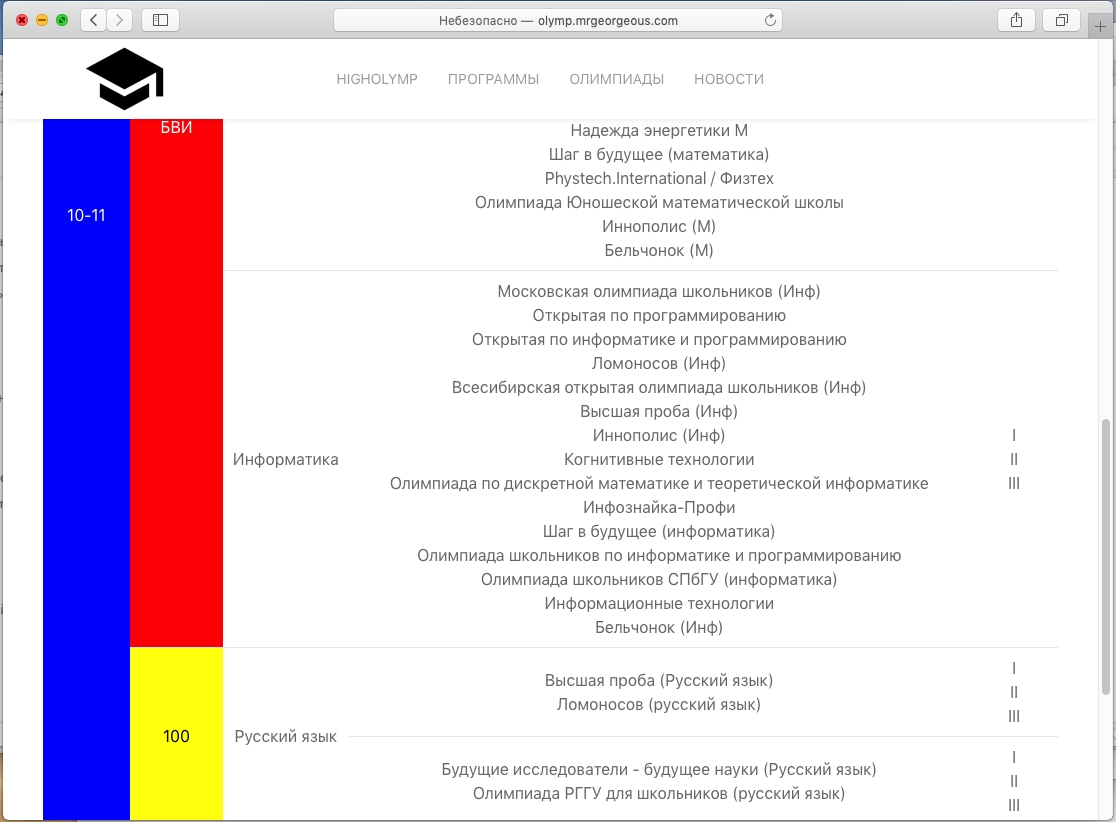 Небезопасно — olymp.mrgeorgeous.com
HIGHOLYMP ПРОГРАММЫ ОЛИМПИАДЫ НОВОСТИ
БВИ
10-11
Надежда энергетики М
Шаг в будущее (математика)
Phystech.International / Физтех
Олимпиада Юношеской математической школы
Иннополис (М)
Бельчонок (М)
Информатика
Московская олимпиада школьников (Инф)
Открытая по программированию
Открытая по информатике и программированию
Ломоносов (Инф)
Всесибирская открытая олимпиада школьников (Инф)
Высшая проба (Инф)
Иннополис (Инф)
Когнитивные технологии
Олимпиада по дискретной математике и теоретической информатике
Инфознайка-Профи
Шаг в будущее (информатика)
Олимпиада школьников по информатике и программированию
Олимпиада школьников СПбГУ (информатика)
Информационные технологии
Бельчонок (Инф)
I
II
III
100
Русский язык
Высшая проба (Русский язык)
Ломоносов (русский язык)
I
II
III
Будущие исследователи - будущее науки (Русский язык)
Олимпиада РГГУ для школьников (русский язык)
I
II
III